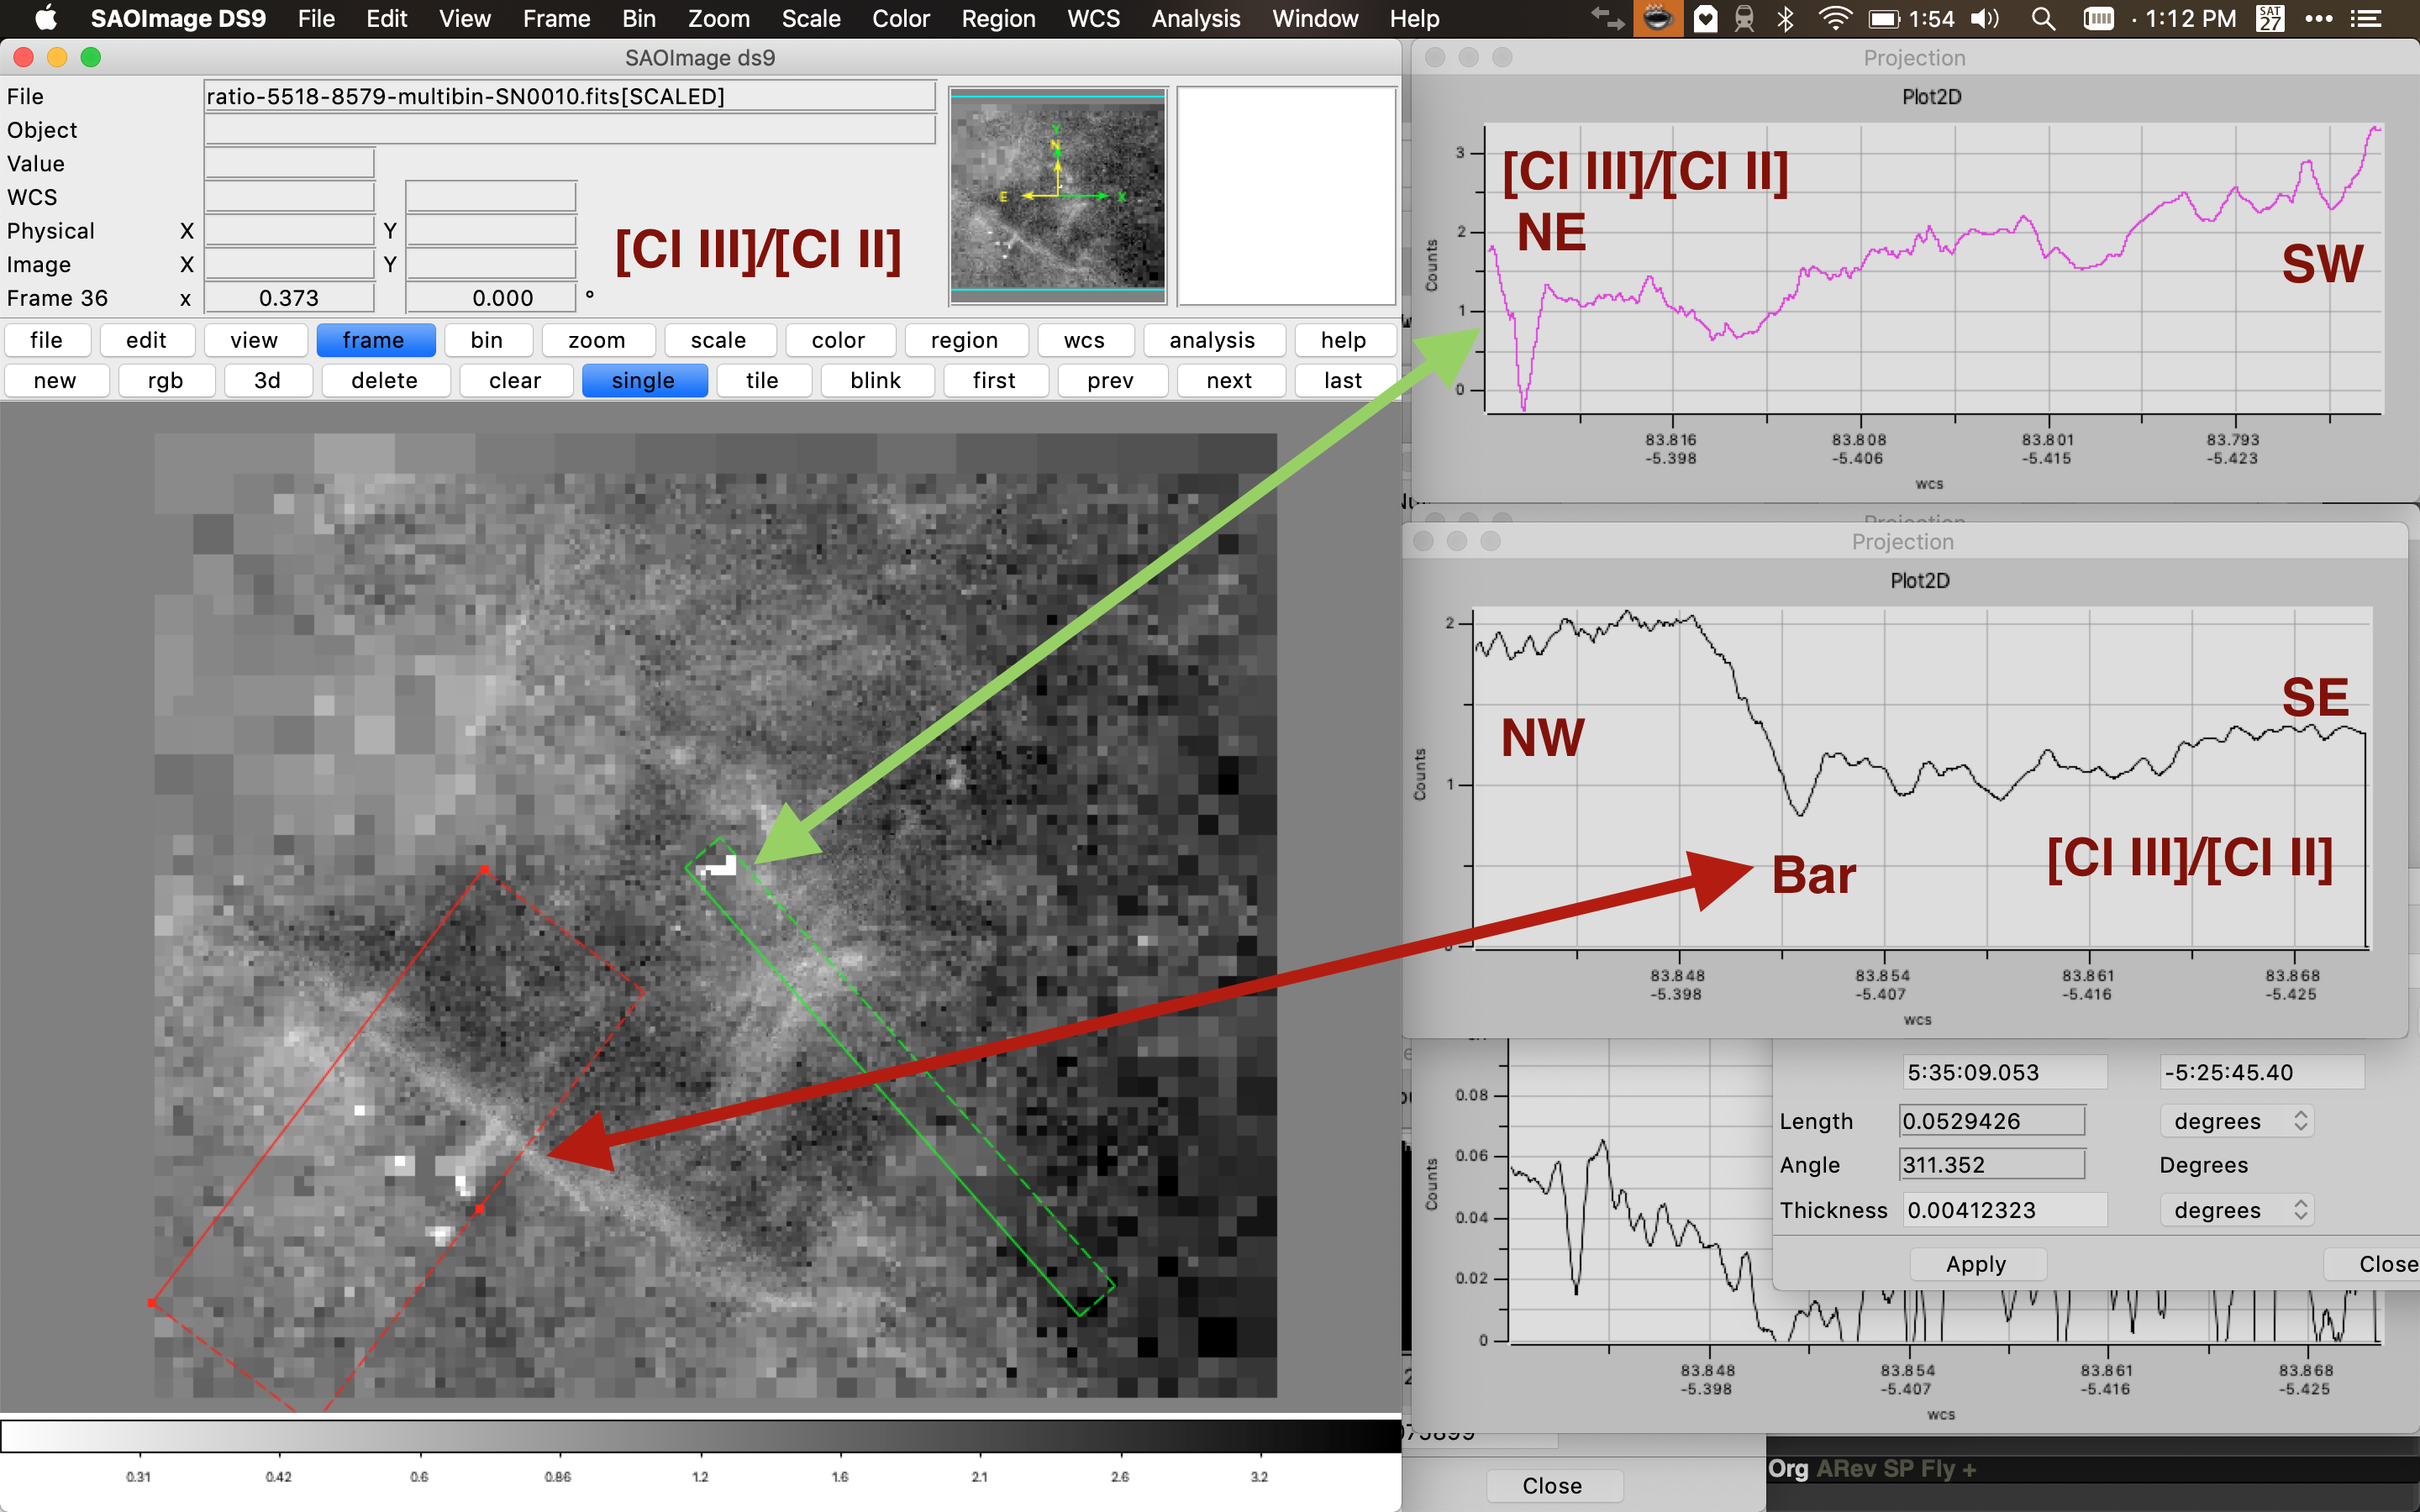 SAOImage DS9 File Edit View Frame Bin Zoom Scale Color Region WCS Analysis Window Help 1:54 · 1:12 PM SAT 27
SAOImage ds9
File ratio-5518-8579-multibin-SN0010.fits[SCALED]
Object
Value
WCS
Physical X Y
Image X Y
Frame 36 x 0.373 0.000 °
[Cl III]/[Cl II]
Y
N
E X
file edit view frame bin zoom scale color region wcs analysis help
new rgb 3d delete clear single tile blink first prev next last
0.31 0.42 0.6 0.86 1.2 1.6 2.1 2.6 3.2
Projection
Plot2D
[Cl III]/[Cl II]
NE
SW
Counts
3
2
1
0
83.816 83.808 83.801 83.793
-5.398 -5.406 -5.415 -5.423
wcs
Projection
Projection
Plot2D
NW
SE
Bar
[Cl III]/[Cl II]
Counts
2
1
83.848 83.854 83.861 83.868
-5.398 -5.407 -5.416 -5.425
wcs
5:35:09.053 -5:25:45.40
Length 0.0529426 degrees
Angle 311.352 Degrees
Thickness 0.00412323 degrees
Apply Close
Counts
0.08
0.06
0.04
0.02
0
83.848 83.854 83.861 83.868
-5.398 -5.407 -5.416 -5.425
wcs
Close
Org ARev SP Fly +